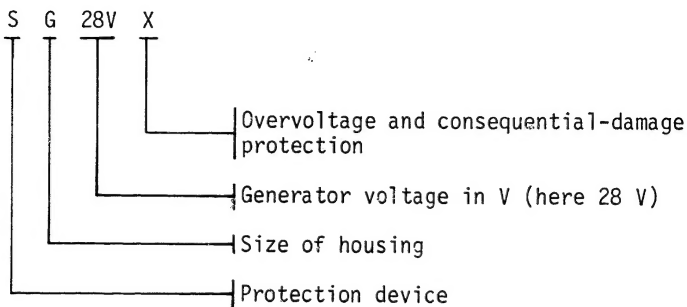 S G 28V X
Overvoltage and consequential-damage
protection
Generator voltage in V (here 28 V)
Size of housing
Protection device